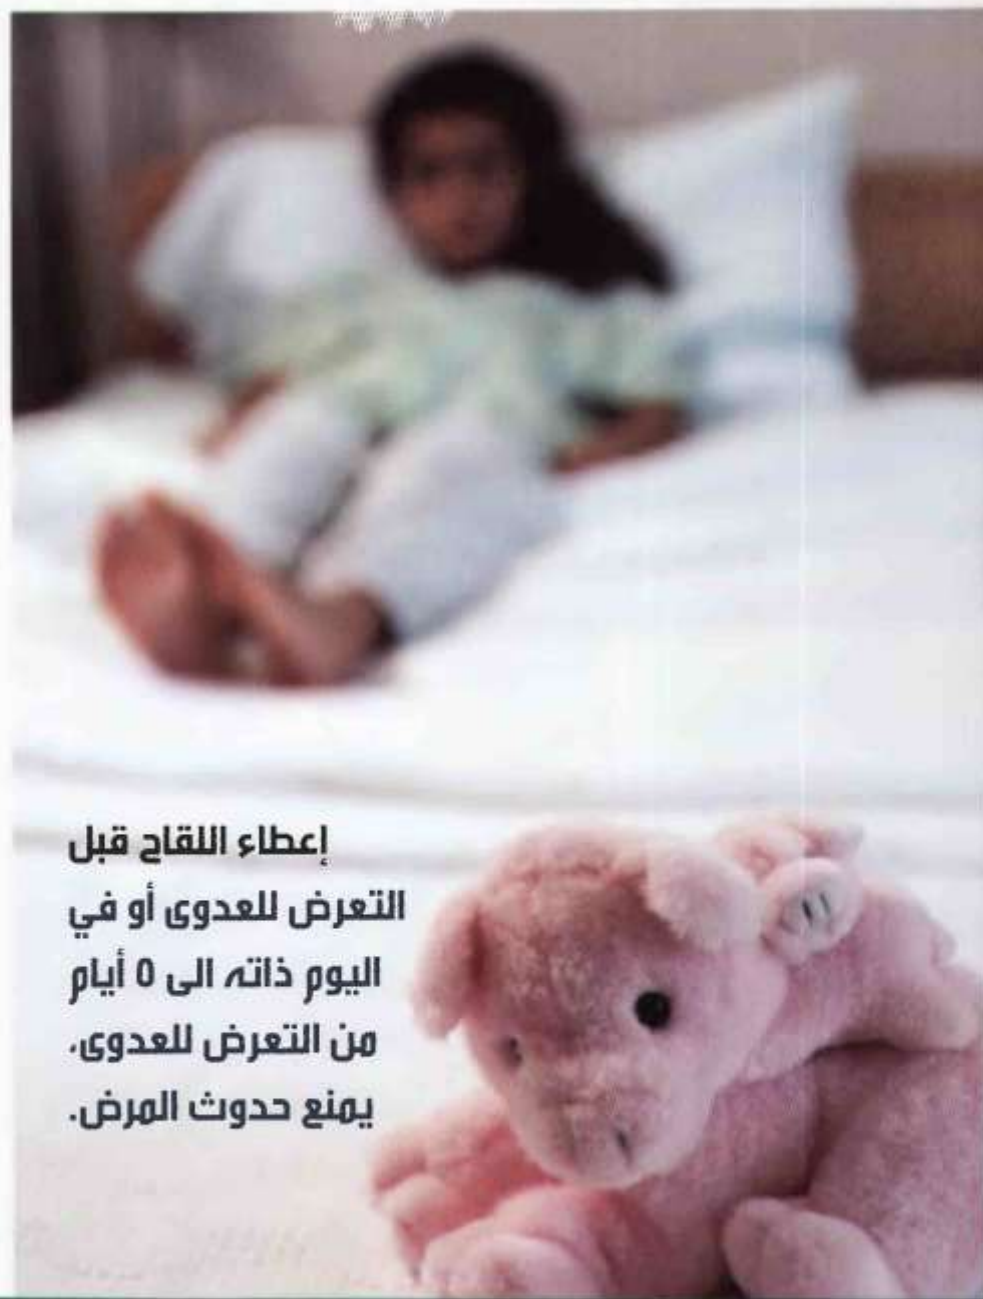 إعطاء اللقاح قبل
التعرض للعدوى أو في
اليوم ذاته الى ٥ أيام
من التعرض للعدوى،
يمنع حدوث المرض.